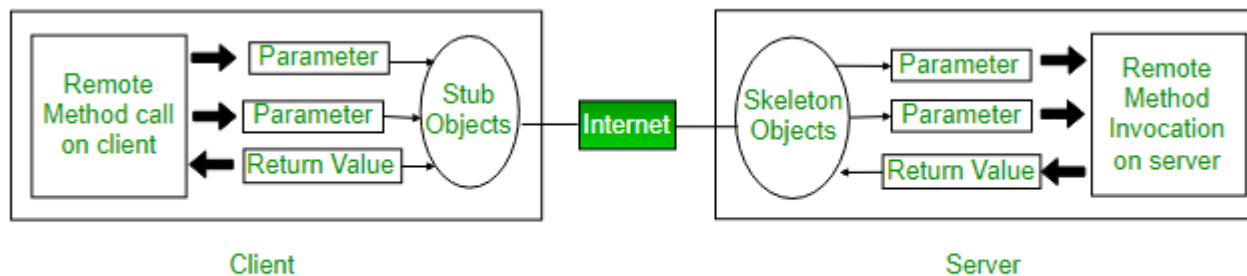 Remote
Method call
on client
Parameter
Parameter
Return Value
Stub
Objects
Internet
Skeleton
Objects
Parameter
Parameter
Return Value
Remote
Method
Invocation
on server
Client
Server